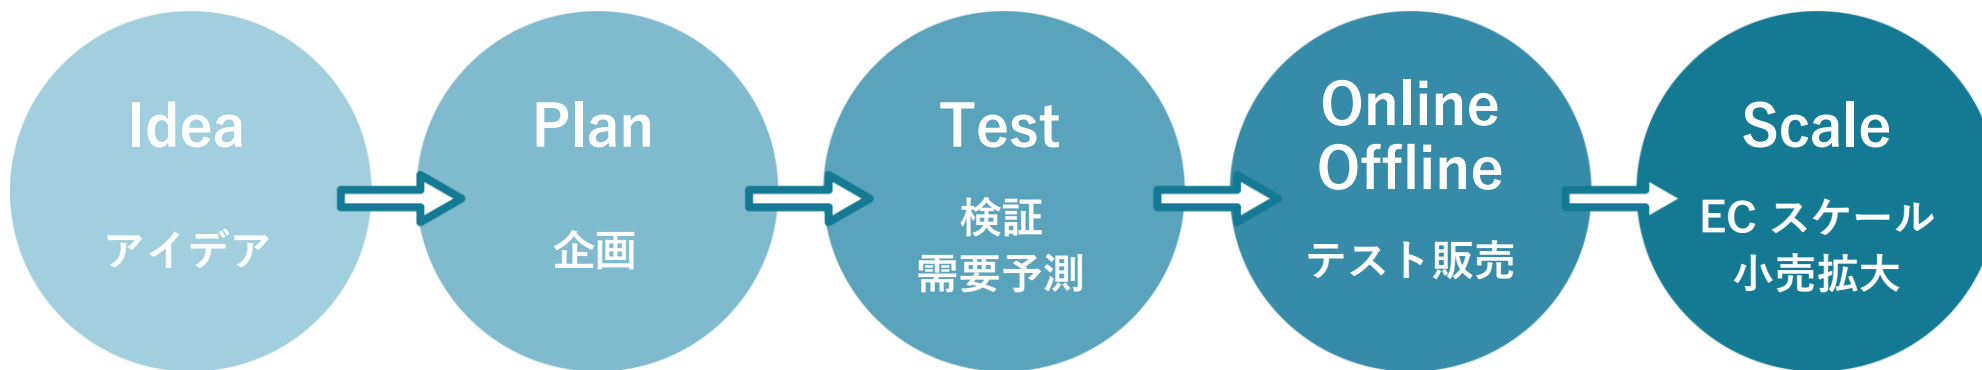 Idea
アイデア
Plan
企画
Test
検証
需要予測
Online
Offline
テスト販売
Scale
EC スケール
小売拡大